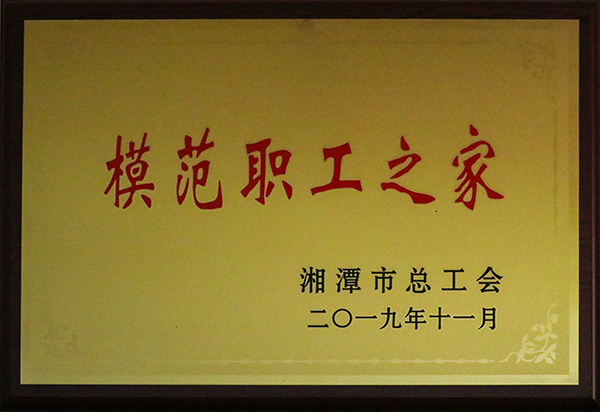 模范职工之家
湘潭市总工会
二〇一九年十一月